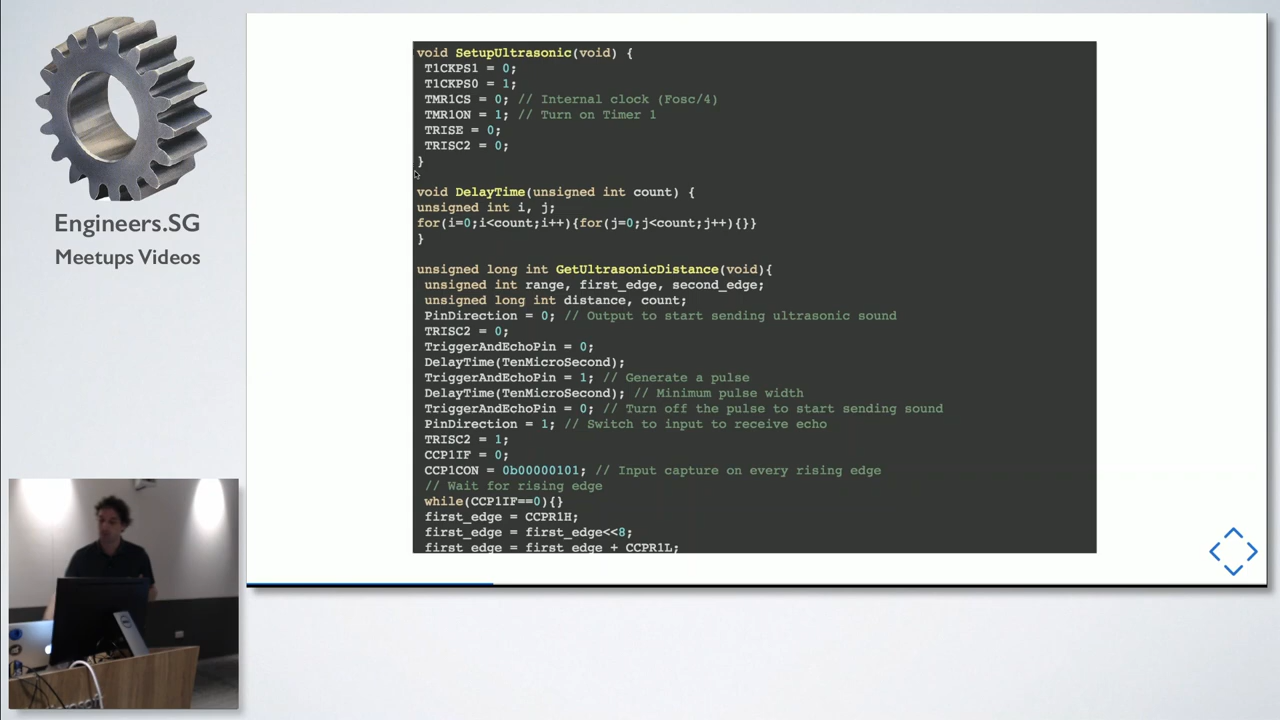 Engineers.SG
Meetups Videos
void SetupUltrasonic(void) {
T1CKPS1 = 0;
T1CKPS0 = 1;
TMR1CS = 0; // Internal clock (Fosc/4)
TMR1ON = 1; // Turn on Timer 1
TRISE = 0;
TRISC2 = 0;
}
void DelayTime(unsigned int count) {
unsigned int i, j;
for(i=0;i<count;i++){for(j=0;j<count;j++){}}
}
unsigned long int GetUltrasonicDistance(void){
unsigned int range, first_edge, second_edge;
unsigned long int distance, count;
PinDirection = 0; // Output to start sending ultrasonic sound
TRISC2 = 0;
TriggerAndEchoPin = 0;
DelayTime(TenMicroSecond);
TriggerAndEchoPin = 1; // Generate a pulse
DelayTime(TenMicroSecond); // Minimum pulse width
TriggerAndEchoPin = 0; // Turn off the pulse to start sending sound
PinDirection = 1; // Switch to input to receive echo
TRISC2 = 1;
CCP1IF = 0;
CCP1CON = 0b00000101; // Input capture on every rising edge
// Wait for rising edge
while(CCP1IF==0){}
first_edge = CCPR1H;
first_edge = first_edge<<8;
first_edge = first_edge + CCPR1L;